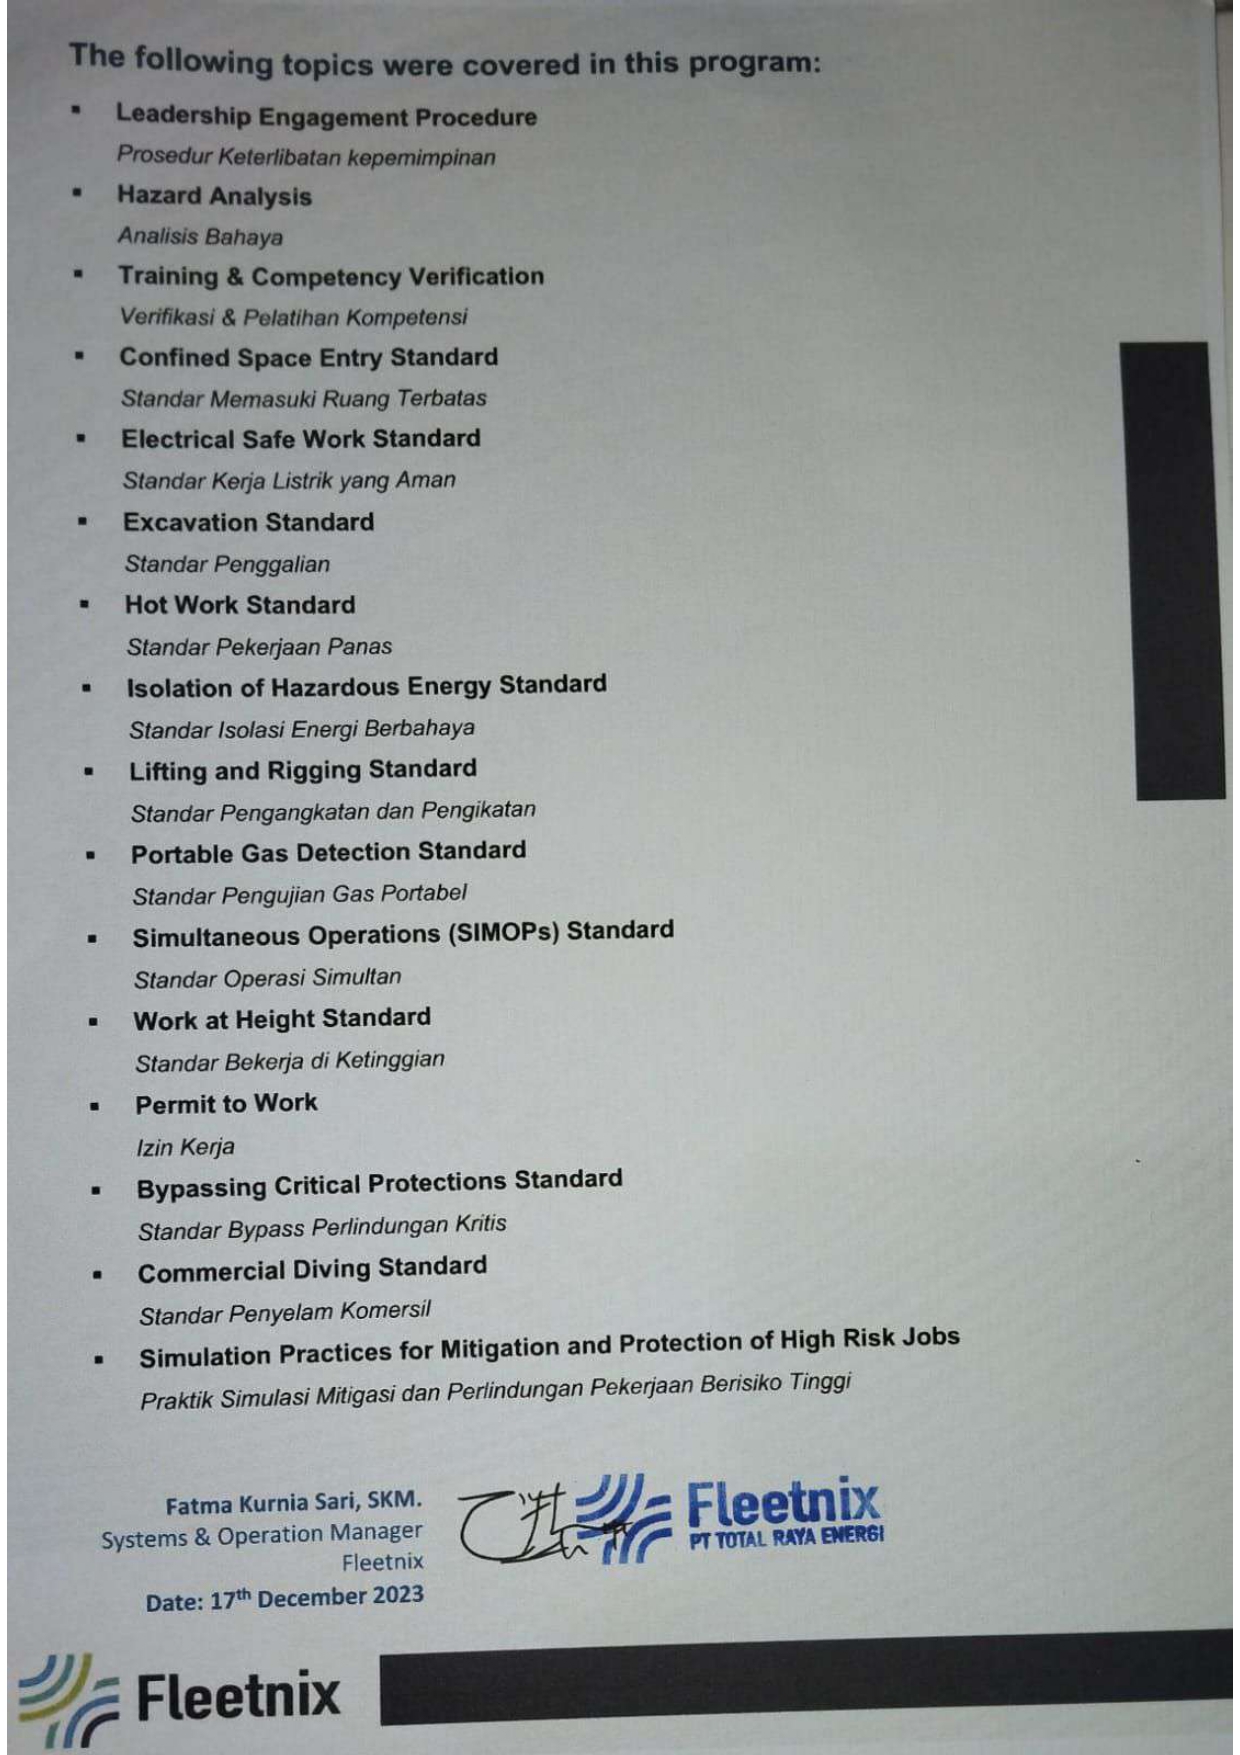 The following topics were covered in this program:
▪ Leadership Engagement Procedure
Prosedur Keterlibatan kepemimpinan
▪ Hazard Analysis
Analisis Bahaya
▪ Training & Competency Verification
Verifikasi & Pelatihan Kompetensi
▪ Confined Space Entry Standard
Standar Memasuki Ruang Terbatas
▪ Electrical Safe Work Standard
Standar Kerja Listrik yang Aman
▪ Excavation Standard
Standar Penggalian
▪ Hot Work Standard
Standar Pekerjaan Panas
▪ Isolation of Hazardous Energy Standard
Standar Isolasi Energi Berbahaya
▪ Lifting and Rigging Standard
Standar Pengangkatan dan Pengikatan
▪ Portable Gas Detection Standard
Standar Pengujian Gas Portabel
▪ Simultaneous Operations (SIMOPs) Standard
Standar Operasi Simultan
▪ Work at Height Standard
Standar Bekerja di Ketinggian
▪ Permit to Work
Izin Kerja
▪ Bypassing Critical Protections Standard
Standar Bypass Perlindungan Kritis
▪ Commercial Diving Standard
Standar Penyelam Komersil
▪ Simulation Practices for Mitigation and Protection of High Risk Jobs
Praktik Simulasi Mitigasi dan Perlindungan Pekerjaan Berisiko Tinggi
Fatma Kurnia Sari, SKM.
Systems & Operation Manager
Fleetnix
Date: 17th December 2023
Fleetnix
PT TOTAL RAYA ENERGI
Fleetnix